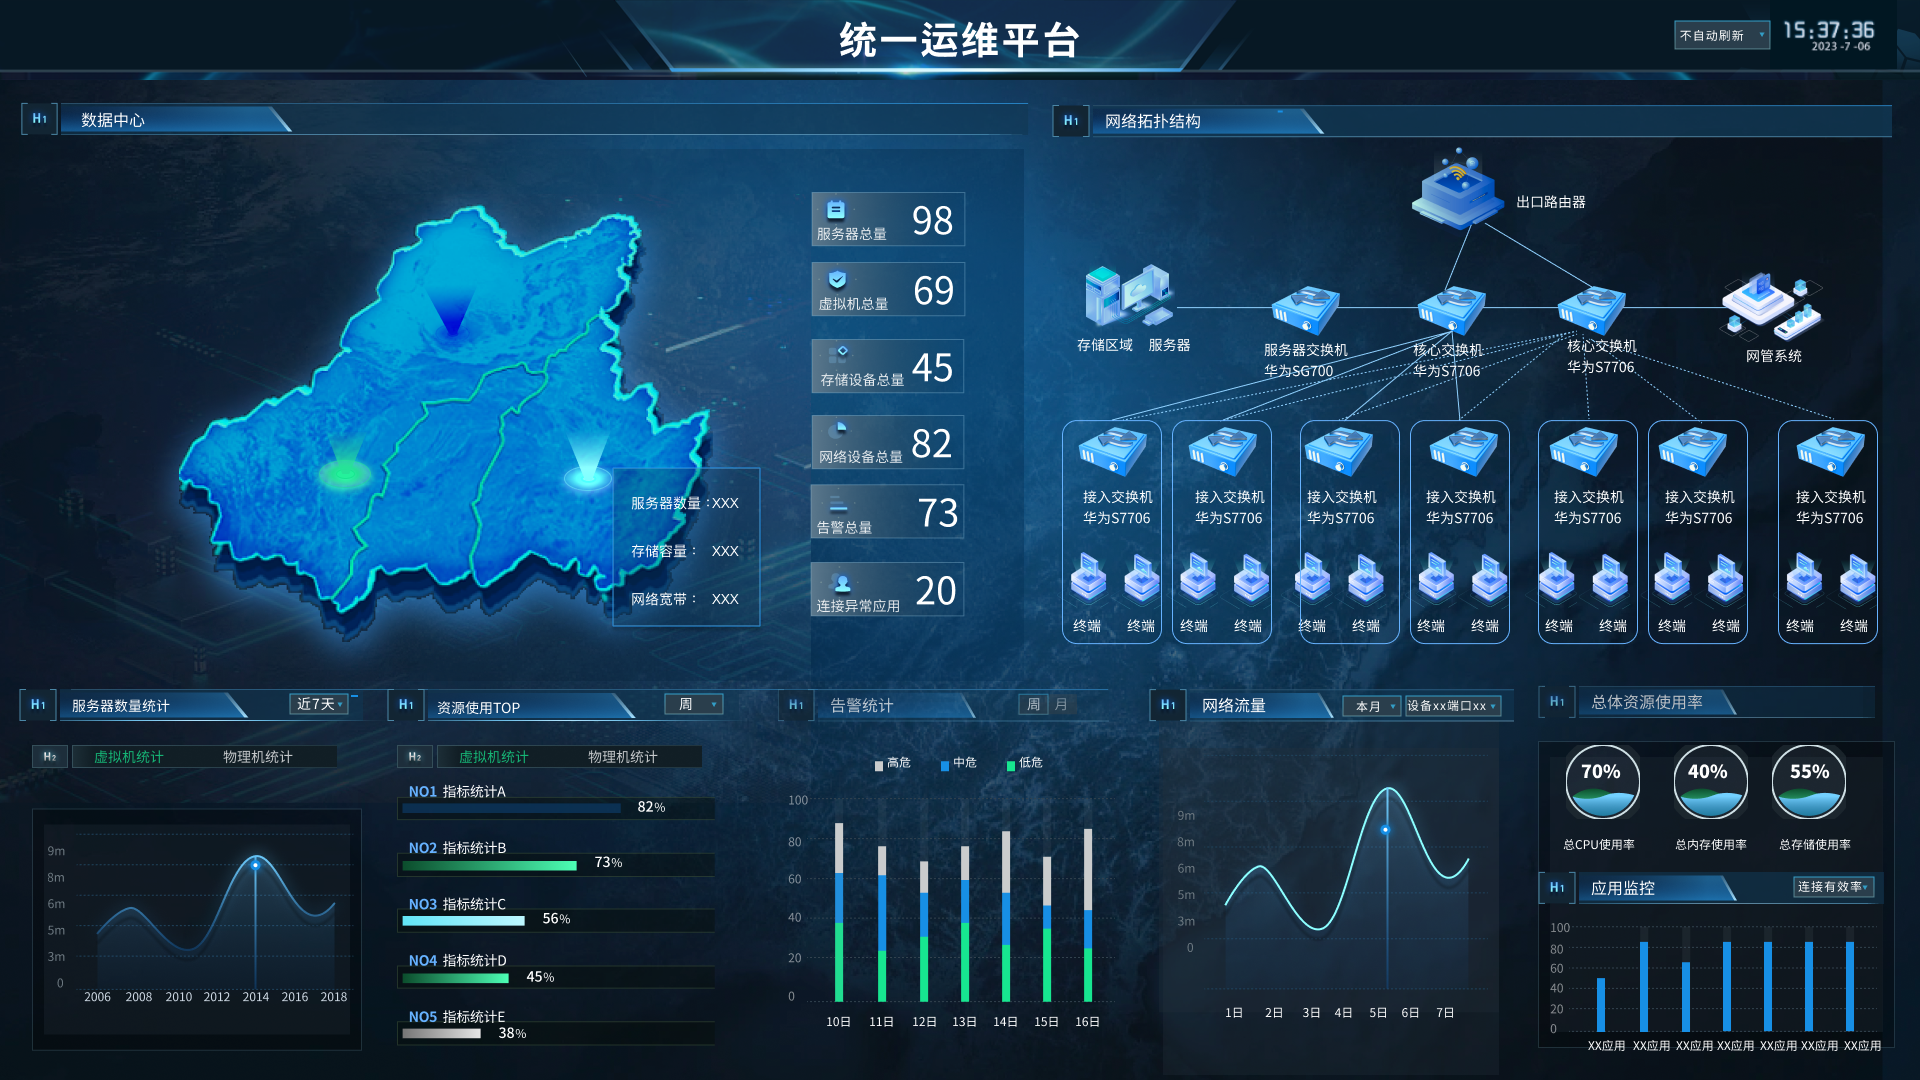 统一运维平台
不自动刷新
15:37:36
2023 -7 -06
H1 数据中心
服务器总量 98
虚拟机总量 69
存储设备总量 45
网络设备总量 82
告警总量 73
连接异常应用 20
服务器数量：XXX
存储容量： XXX
网络宽带： XXX
H1 网络拓扑结构
出口路由器
存储区域 服务器
服务器交换机
华为SG700
核心交换机
华为S7706
核心交换机
华为S7706
网管系统
接入交换机 接入交换机 接入交换机 接入交换机 接入交换机 接入交换机 接入交换机
华为S7706 华为S7706 华为S7706 华为S7706 华为S7706 华为S7706 华为S7706
终端 终端 终端 终端 终端 终端 终端 终端 终端 终端 终端 终端 终端 终端
H1 服务器数量统计 近7天
H2 虚拟机统计 物理机统计
9m
8m
6m
5m
3m
0
2006 2008 2010 2012 2014 2016 2018
H1 资源使用TOP 周
H2 虚拟机统计 物理机统计
NO1 指标统计A
82%
NO2 指标统计B
73%
NO3 指标统计C
56%
NO4 指标统计D
45%
NO5 指标统计E
38%
H1 告警统计 周 月
高危 中危 低危
100
80
60
40
20
0
10日 11日 12日 13日 14日 15日 16日
H1 网络流量 本月 设备xx端口xx
9m
8m
6m
5m
3m
0
1日 2日 3日 4日 5日 6日 7日
H1 总体资源使用率
70% 40% 55%
总CPU使用率 总内存使用率 总存储使用率
H1 应用监控 连接有效率
100
80
60
40
20
0
XX应用 XX应用 XX应用 XX应用 XX应用 XX应用 XX应用